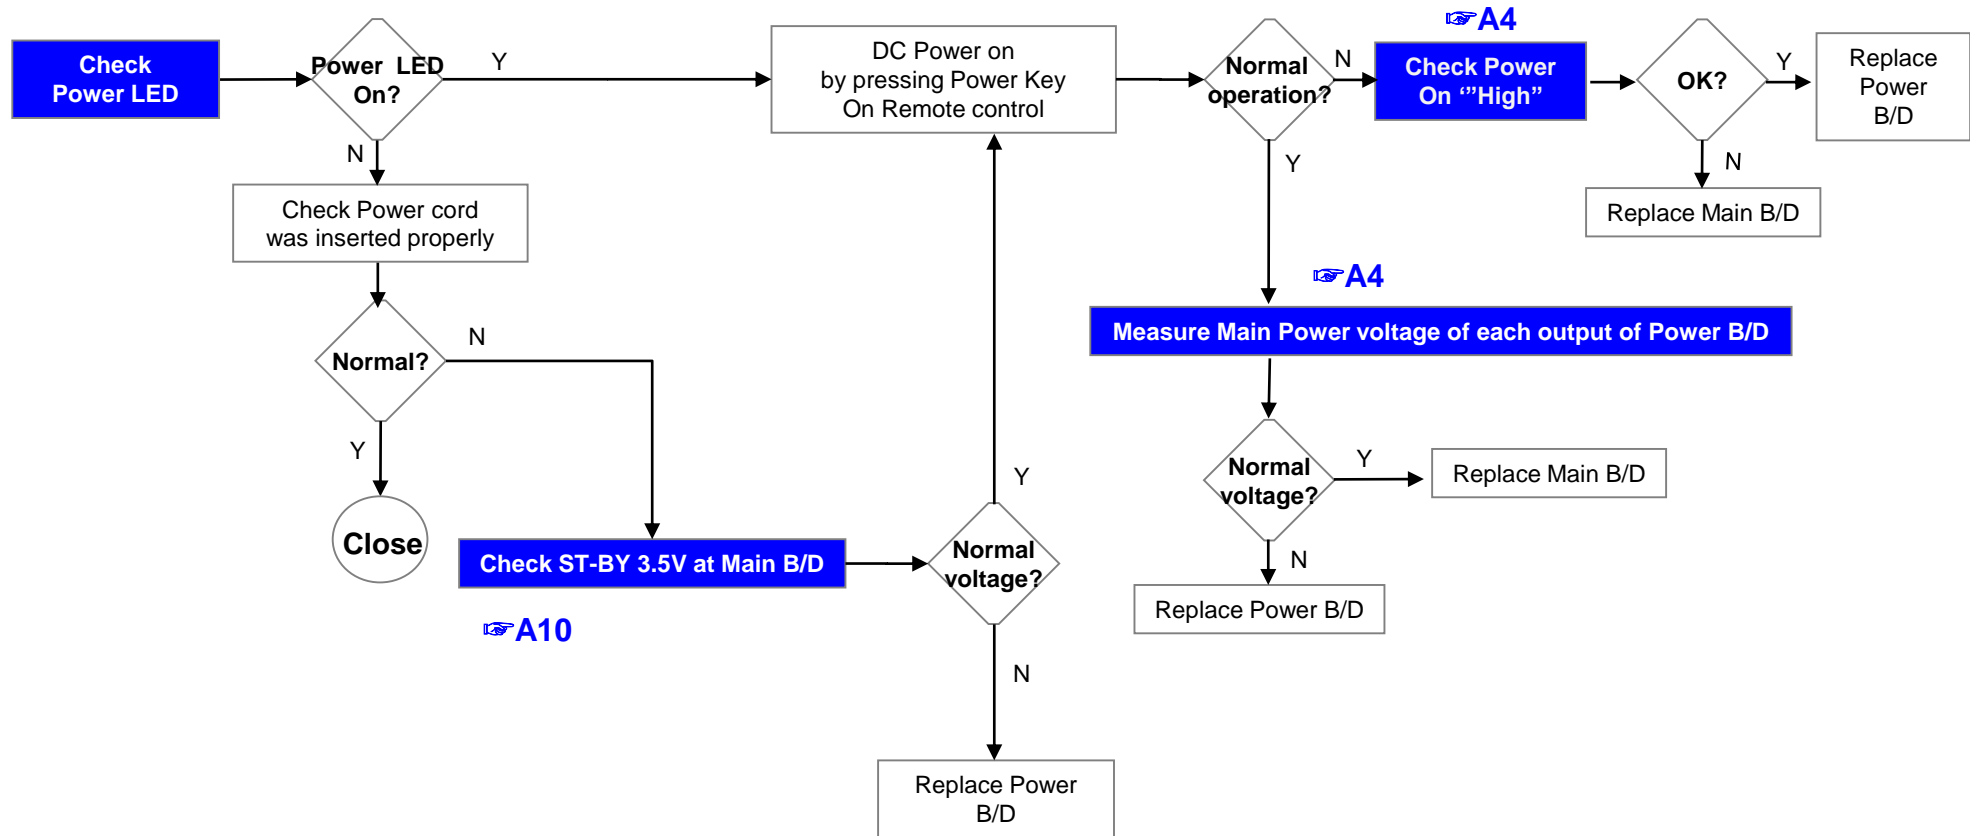 ☞A4
Check
Power LED
Power LED
On?
Y
DC Power on
by pressing Power Key
On Remote control
Normal
operation?
N
Check Power
On ‘”High”
OK?
Y
Replace
Power
B/D
N
Y
N
Check Power cord
was inserted properly
Replace Main B/D
☞A4
Measure Main Power voltage of each output of Power B/D
N
Normal?
Y
Close
Normal
voltage?
Y
Replace Main B/D
N
Replace Power B/D
Y
Check ST-BY 3.5V at Main B/D
Normal
voltage?
☞A10
N
Replace Power
B/D